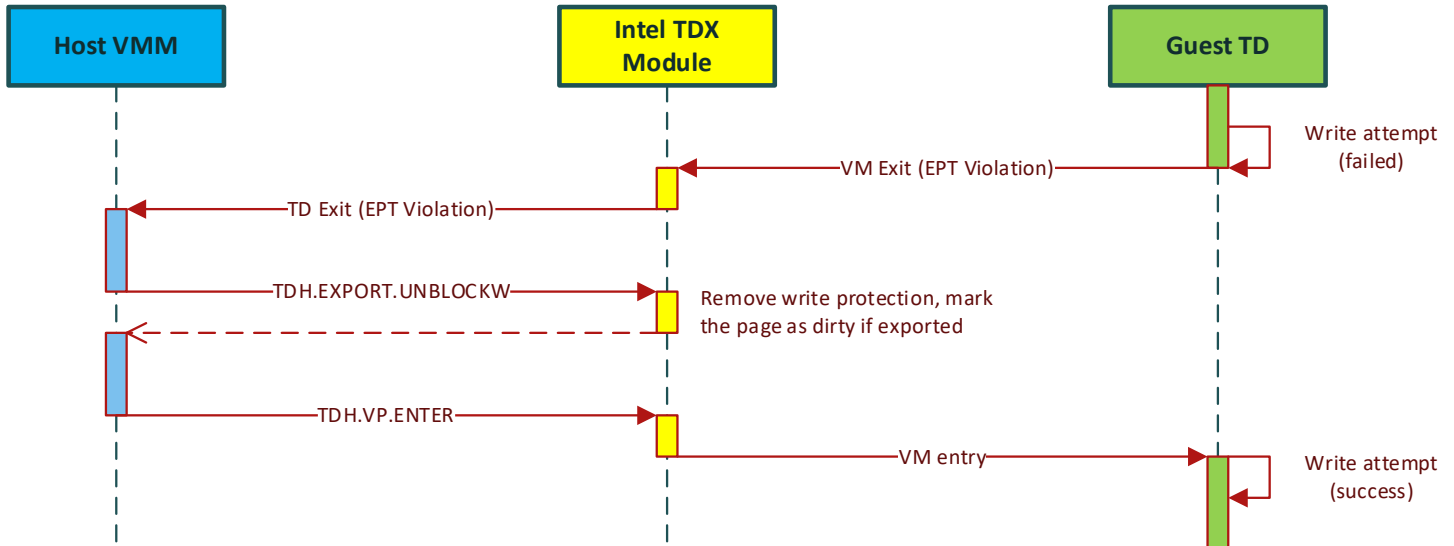 Host VMM
Intel TDX
Module
Guest TD
Write attempt
(failed)
VM Exit (EPT Violation)
TD Exit (EPT Violation)
TDH.EXPORT.UNBLOCKW
Remove write protection, mark
the page as dirty if exported
TDH.VP.ENTER
VM entry
Write attempt
(success)